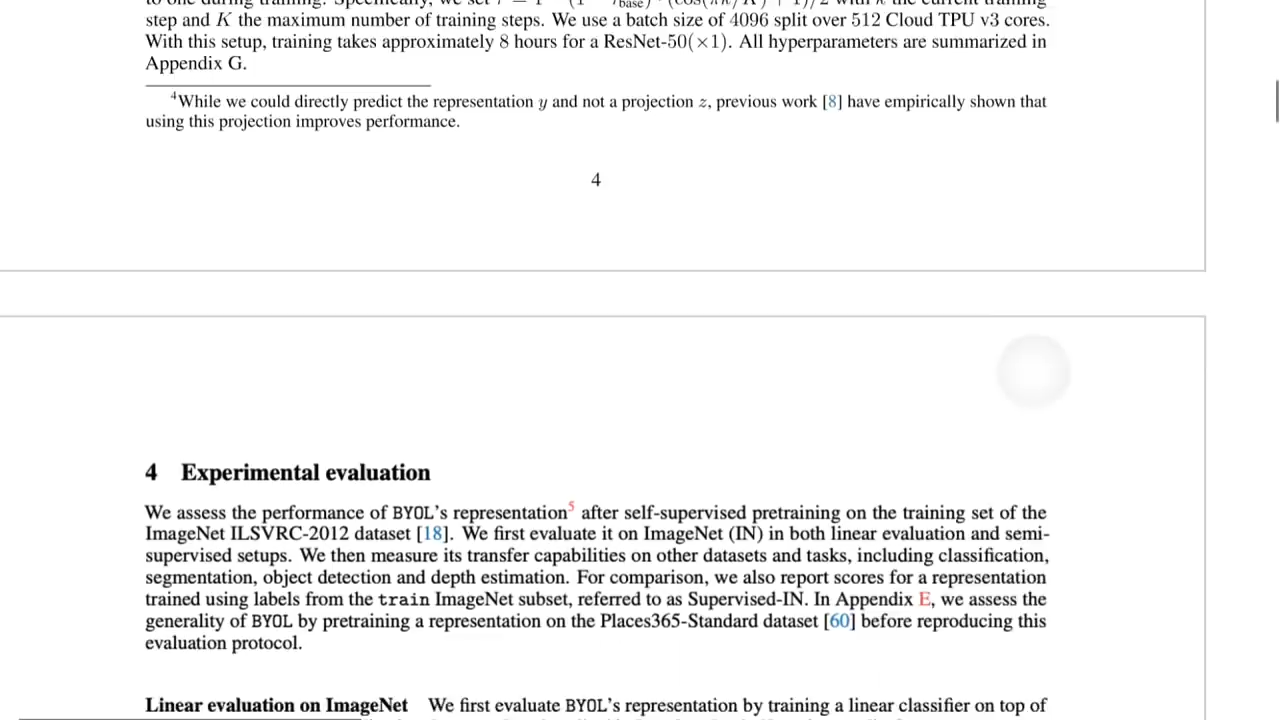 step and K the maximum number of training steps. We use a batch size of 4096 split over 512 Cloud TPU v3 cores.
With this setup, training takes approximately 8 hours for a ResNet-50(×1). All hyperparameters are summarized in
Appendix G.
⁴While we could directly predict the representation y and not a projection z, previous work [8] have empirically shown that
using this projection improves performance.
4
4 Experimental evaluation
We assess the performance of BYOL's representation⁵ after self-supervised pretraining on the training set of the
ImageNet ILSVRC-2012 dataset [18]. We first evaluate it on ImageNet (IN) in both linear evaluation and semi-
supervised setups. We then measure its transfer capabilities on other datasets and tasks, including classification,
segmentation, object detection and depth estimation. For comparison, we also report scores for a representation
trained using labels from the train ImageNet subset, referred to as Supervised-IN. In Appendix E, we assess the
generality of BYOL by pretraining a representation on the Places365-Standard dataset [60] before reproducing this
evaluation protocol.
Linear evaluation on ImageNet We first evaluate BYOL's representation by training a linear classifier on top of